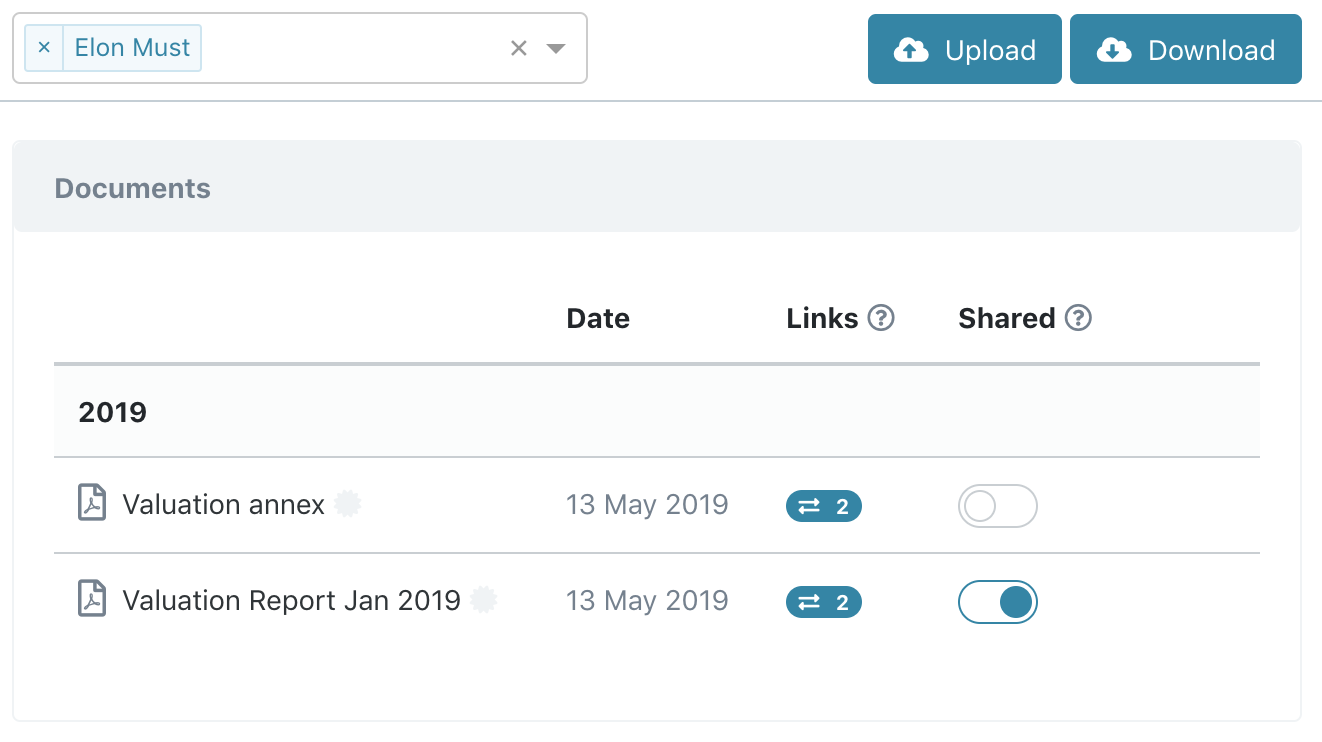 × Elon Must ×
Upload
Download
Documents
Date Links ? Shared ?
2019
Valuation annex 13 May 2019 2
Valuation Report Jan 2019 13 May 2019 2